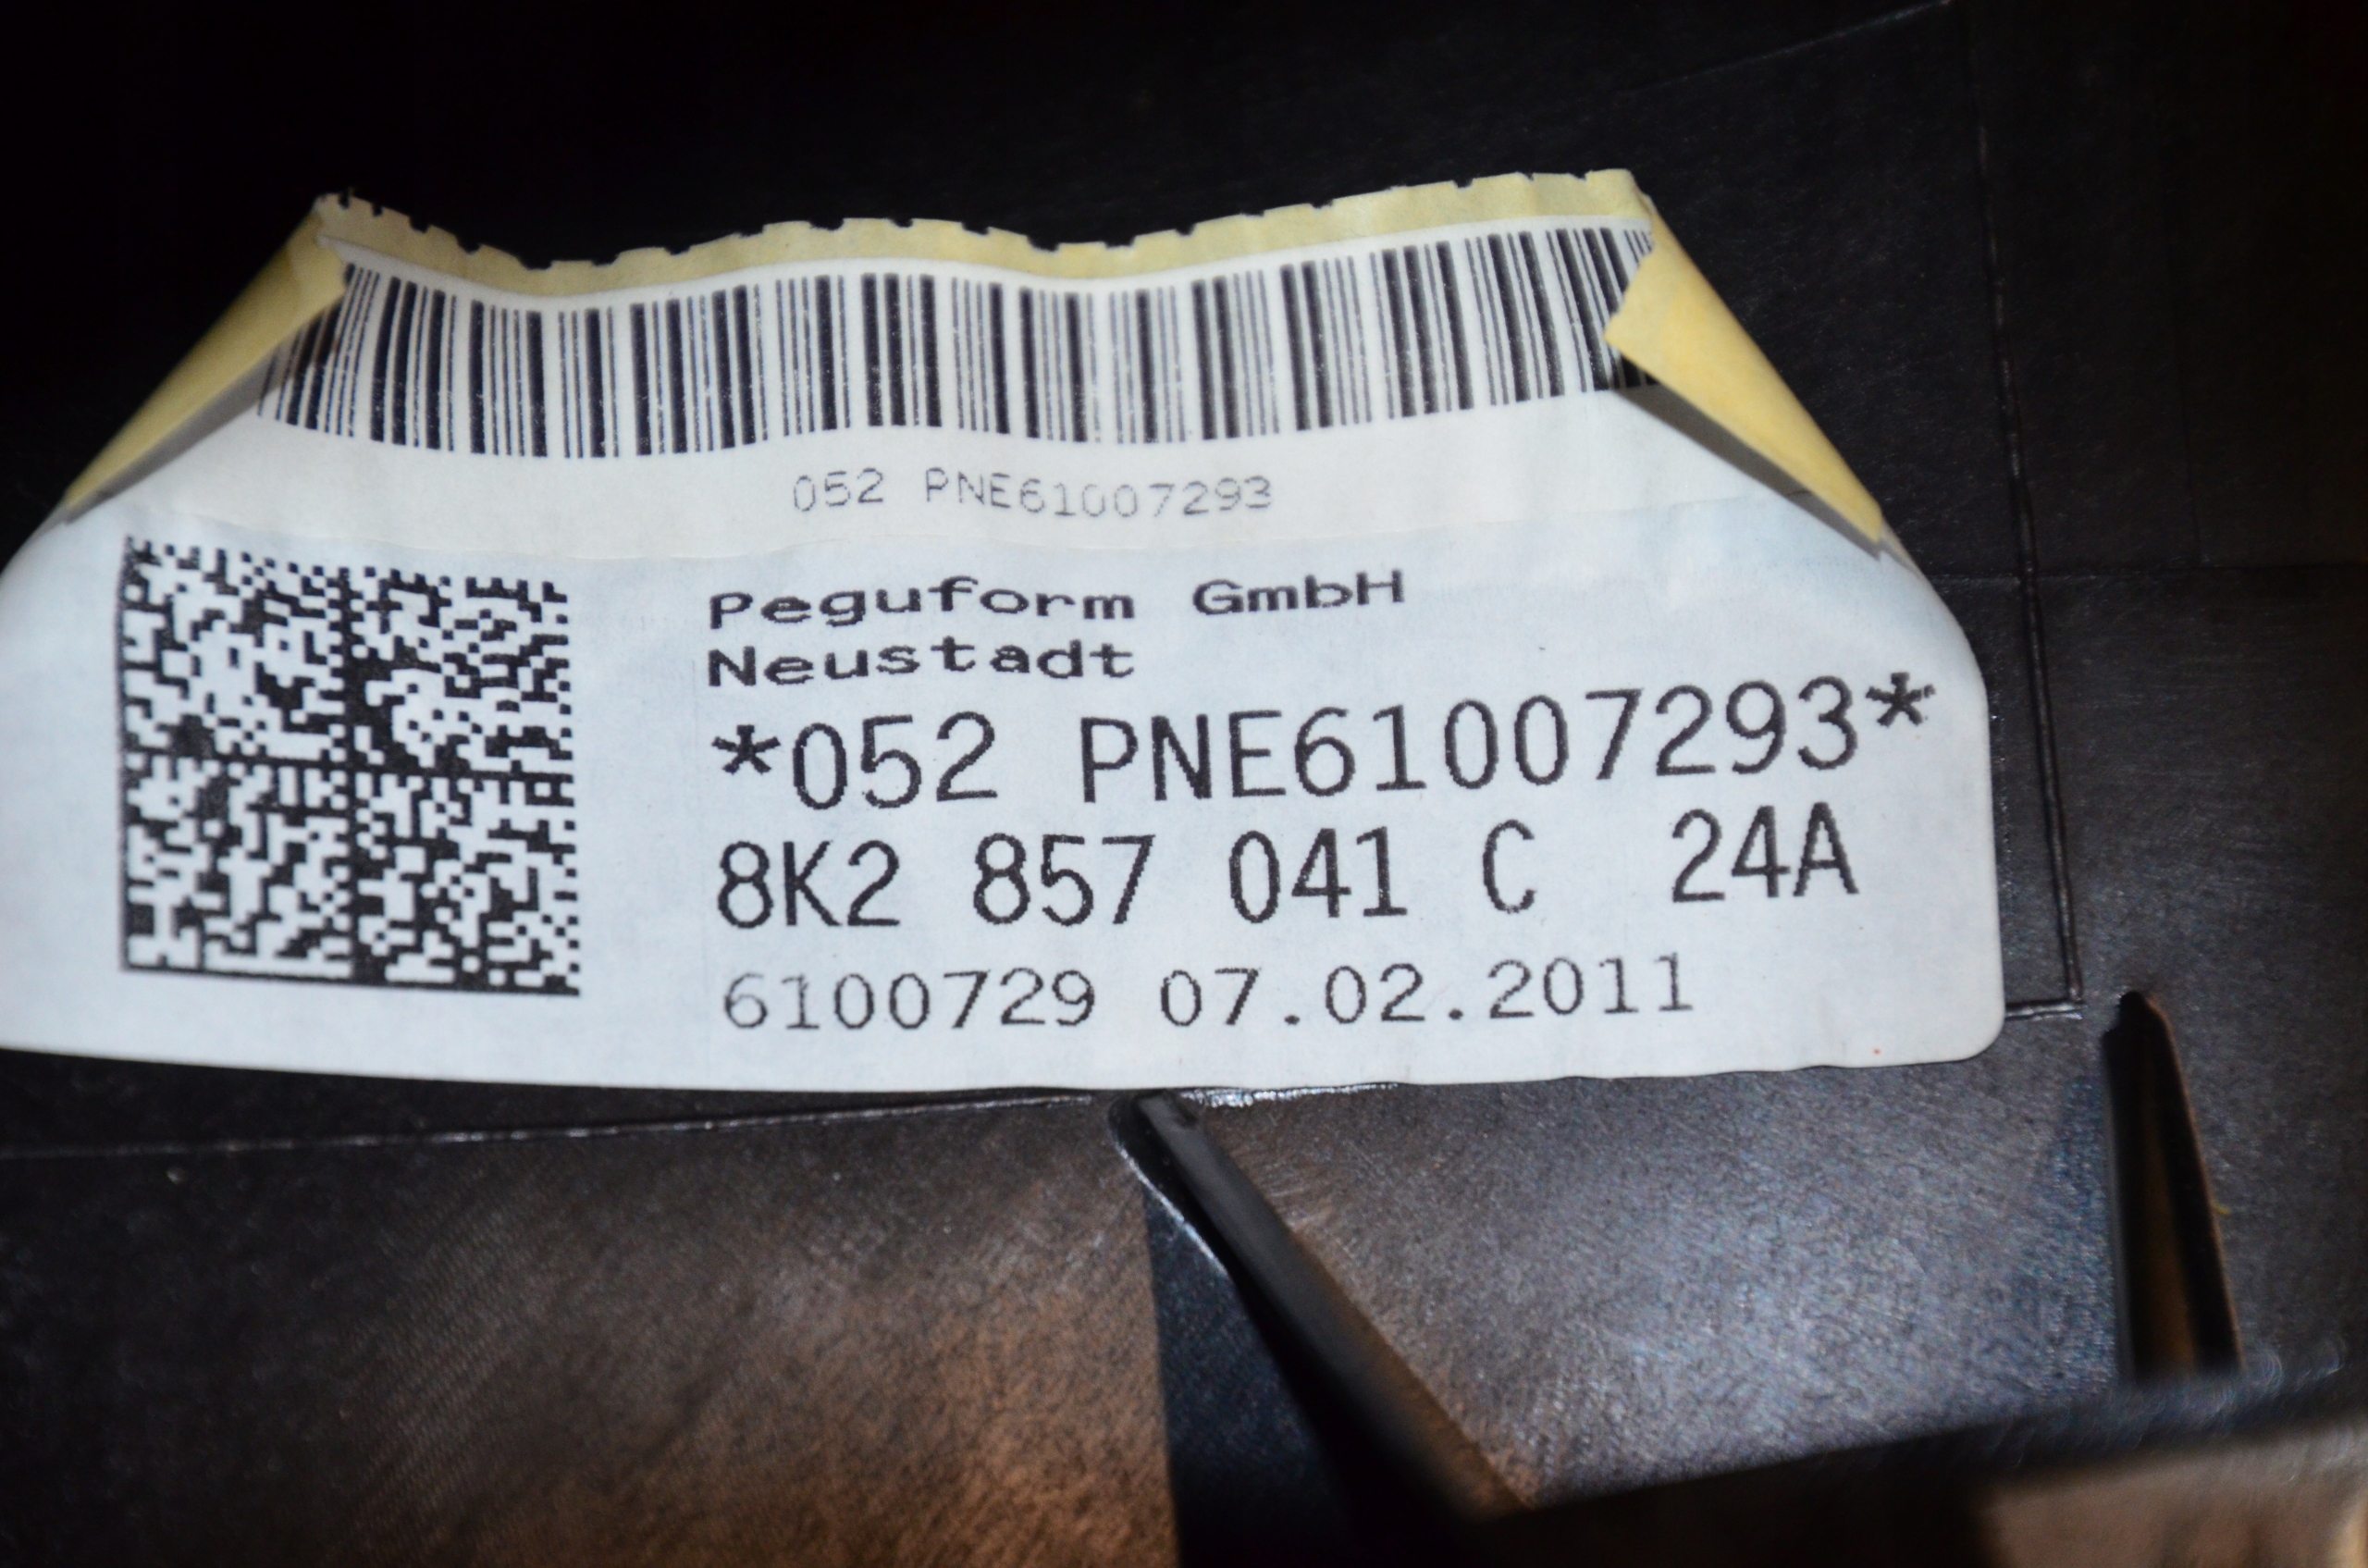 052 PNE61007293
Peguform GmbH
Neustadt
*052 PNE61007293*
8K2 857 041 C 24A
6100729 07.02.2011